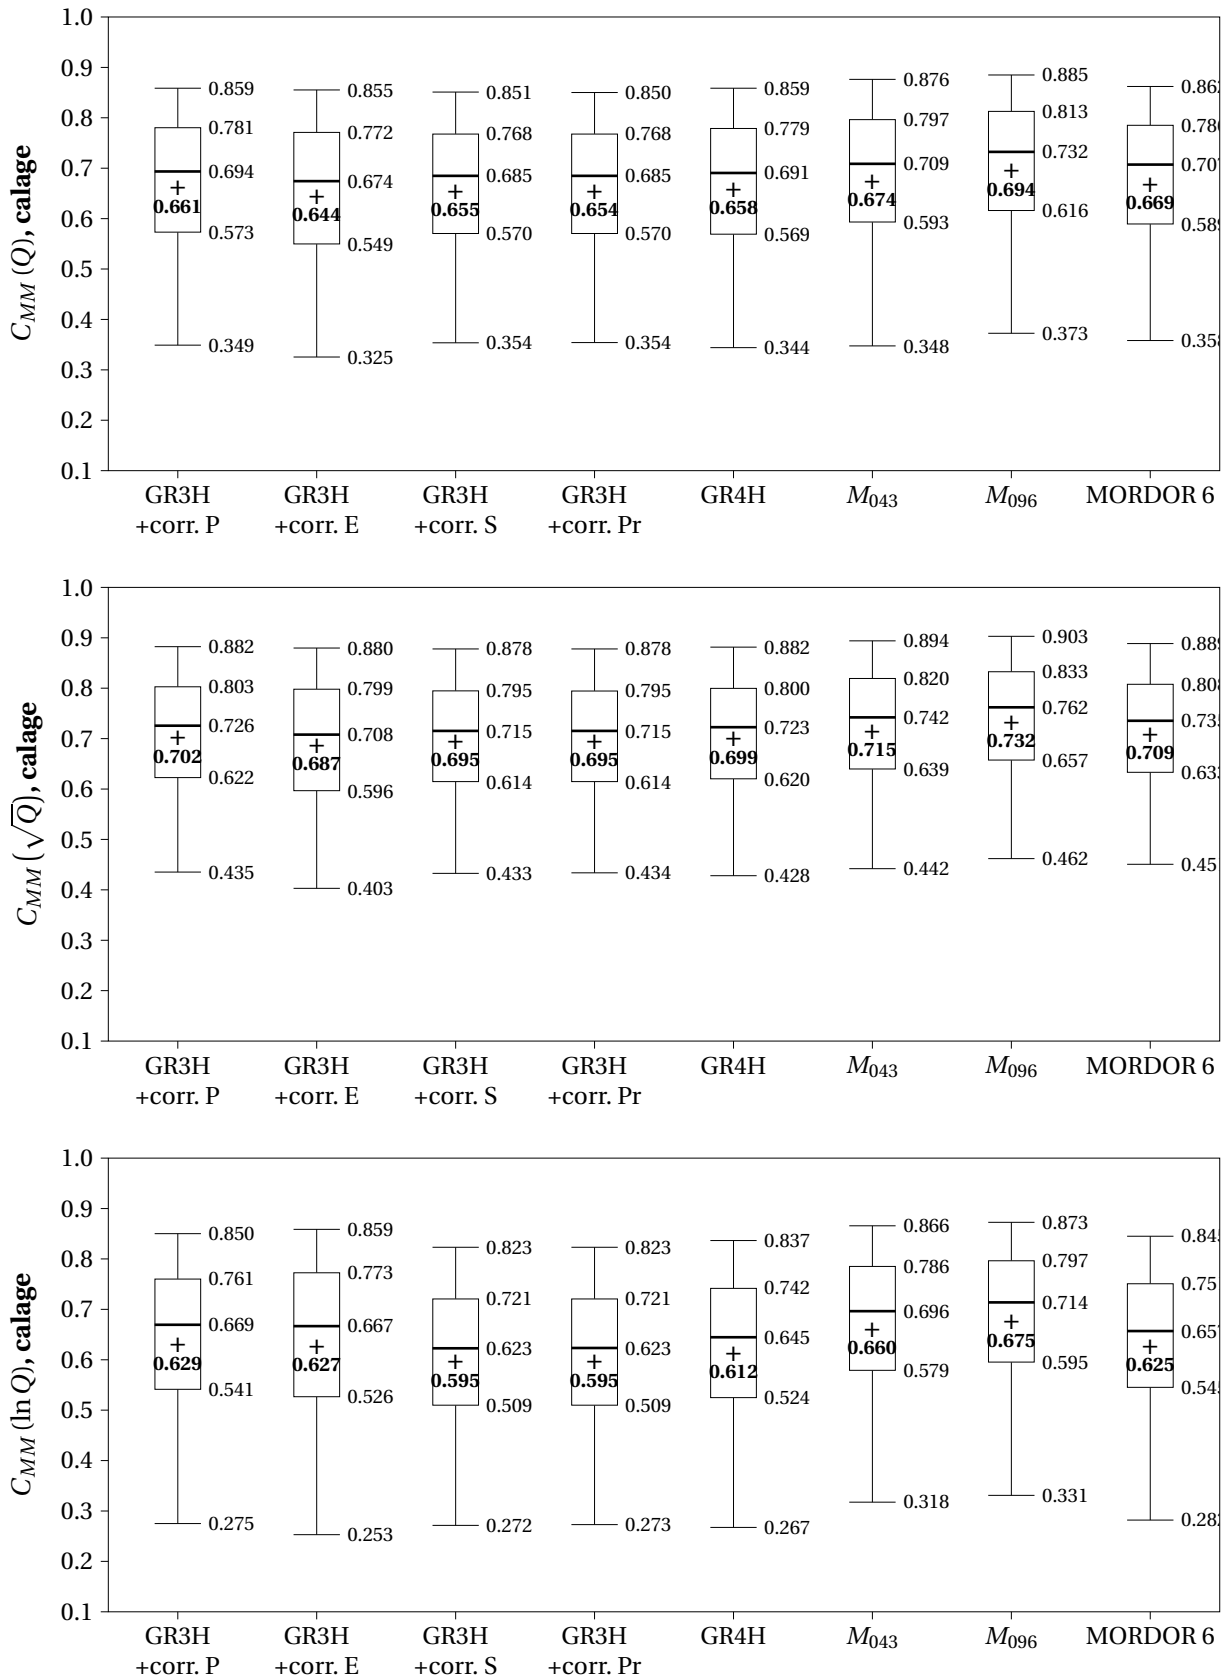 C_MM (Q), calage
1.0
0.9
0.8
0.7
0.6
0.5
0.4
0.3
0.2
0.1
0.859 0.855 0.851 0.850 0.859 0.876 0.885
0.781 0.772 0.768 0.768 0.779 0.797 0.813
0.694 0.674 0.685 0.685 0.691 0.709 0.732
0.661 0.644 0.655 0.654 0.658 0.674 0.694 0.669
0.573 0.549 0.570 0.570 0.569 0.593 0.616
0.349 0.325 0.354 0.354 0.344 0.348 0.373
GR3H GR3H GR3H GR3H GR4H M043 M096 MORDOR 6
+corr. P +corr. E +corr. S +corr. Pr
C_MM (√Q), calage
1.0
0.9
0.8
0.7
0.6
0.5
0.4
0.3
0.2
0.1
0.882 0.880 0.878 0.878 0.882 0.894 0.903
0.803 0.799 0.795 0.795 0.800 0.820 0.833
0.726 0.708 0.715 0.715 0.723 0.742 0.762
0.702 0.687 0.695 0.695 0.699 0.715 0.732 0.709
0.622 0.596 0.614 0.614 0.620 0.639 0.657
0.435 0.403 0.433 0.434 0.428 0.442 0.462
GR3H GR3H GR3H GR3H GR4H M043 M096 MORDOR 6
+corr. P +corr. E +corr. S +corr. Pr
C_MM (ln Q), calage
1.0
0.9
0.8
0.7
0.6
0.5
0.4
0.3
0.2
0.1
0.850 0.859 0.823 0.823 0.837 0.866 0.873
0.761 0.773 0.721 0.721 0.742 0.786 0.797
0.669 0.667 0.623 0.623 0.645 0.696 0.714
0.629 0.627 0.595 0.595 0.612 0.660 0.675 0.625
0.541 0.526 0.509 0.509 0.524 0.579 0.595
0.275 0.253 0.272 0.273 0.267 0.318 0.331
GR3H GR3H GR3H GR3H GR4H M043 M096 MORDOR 6
+corr. P +corr. E +corr. S +corr. Pr